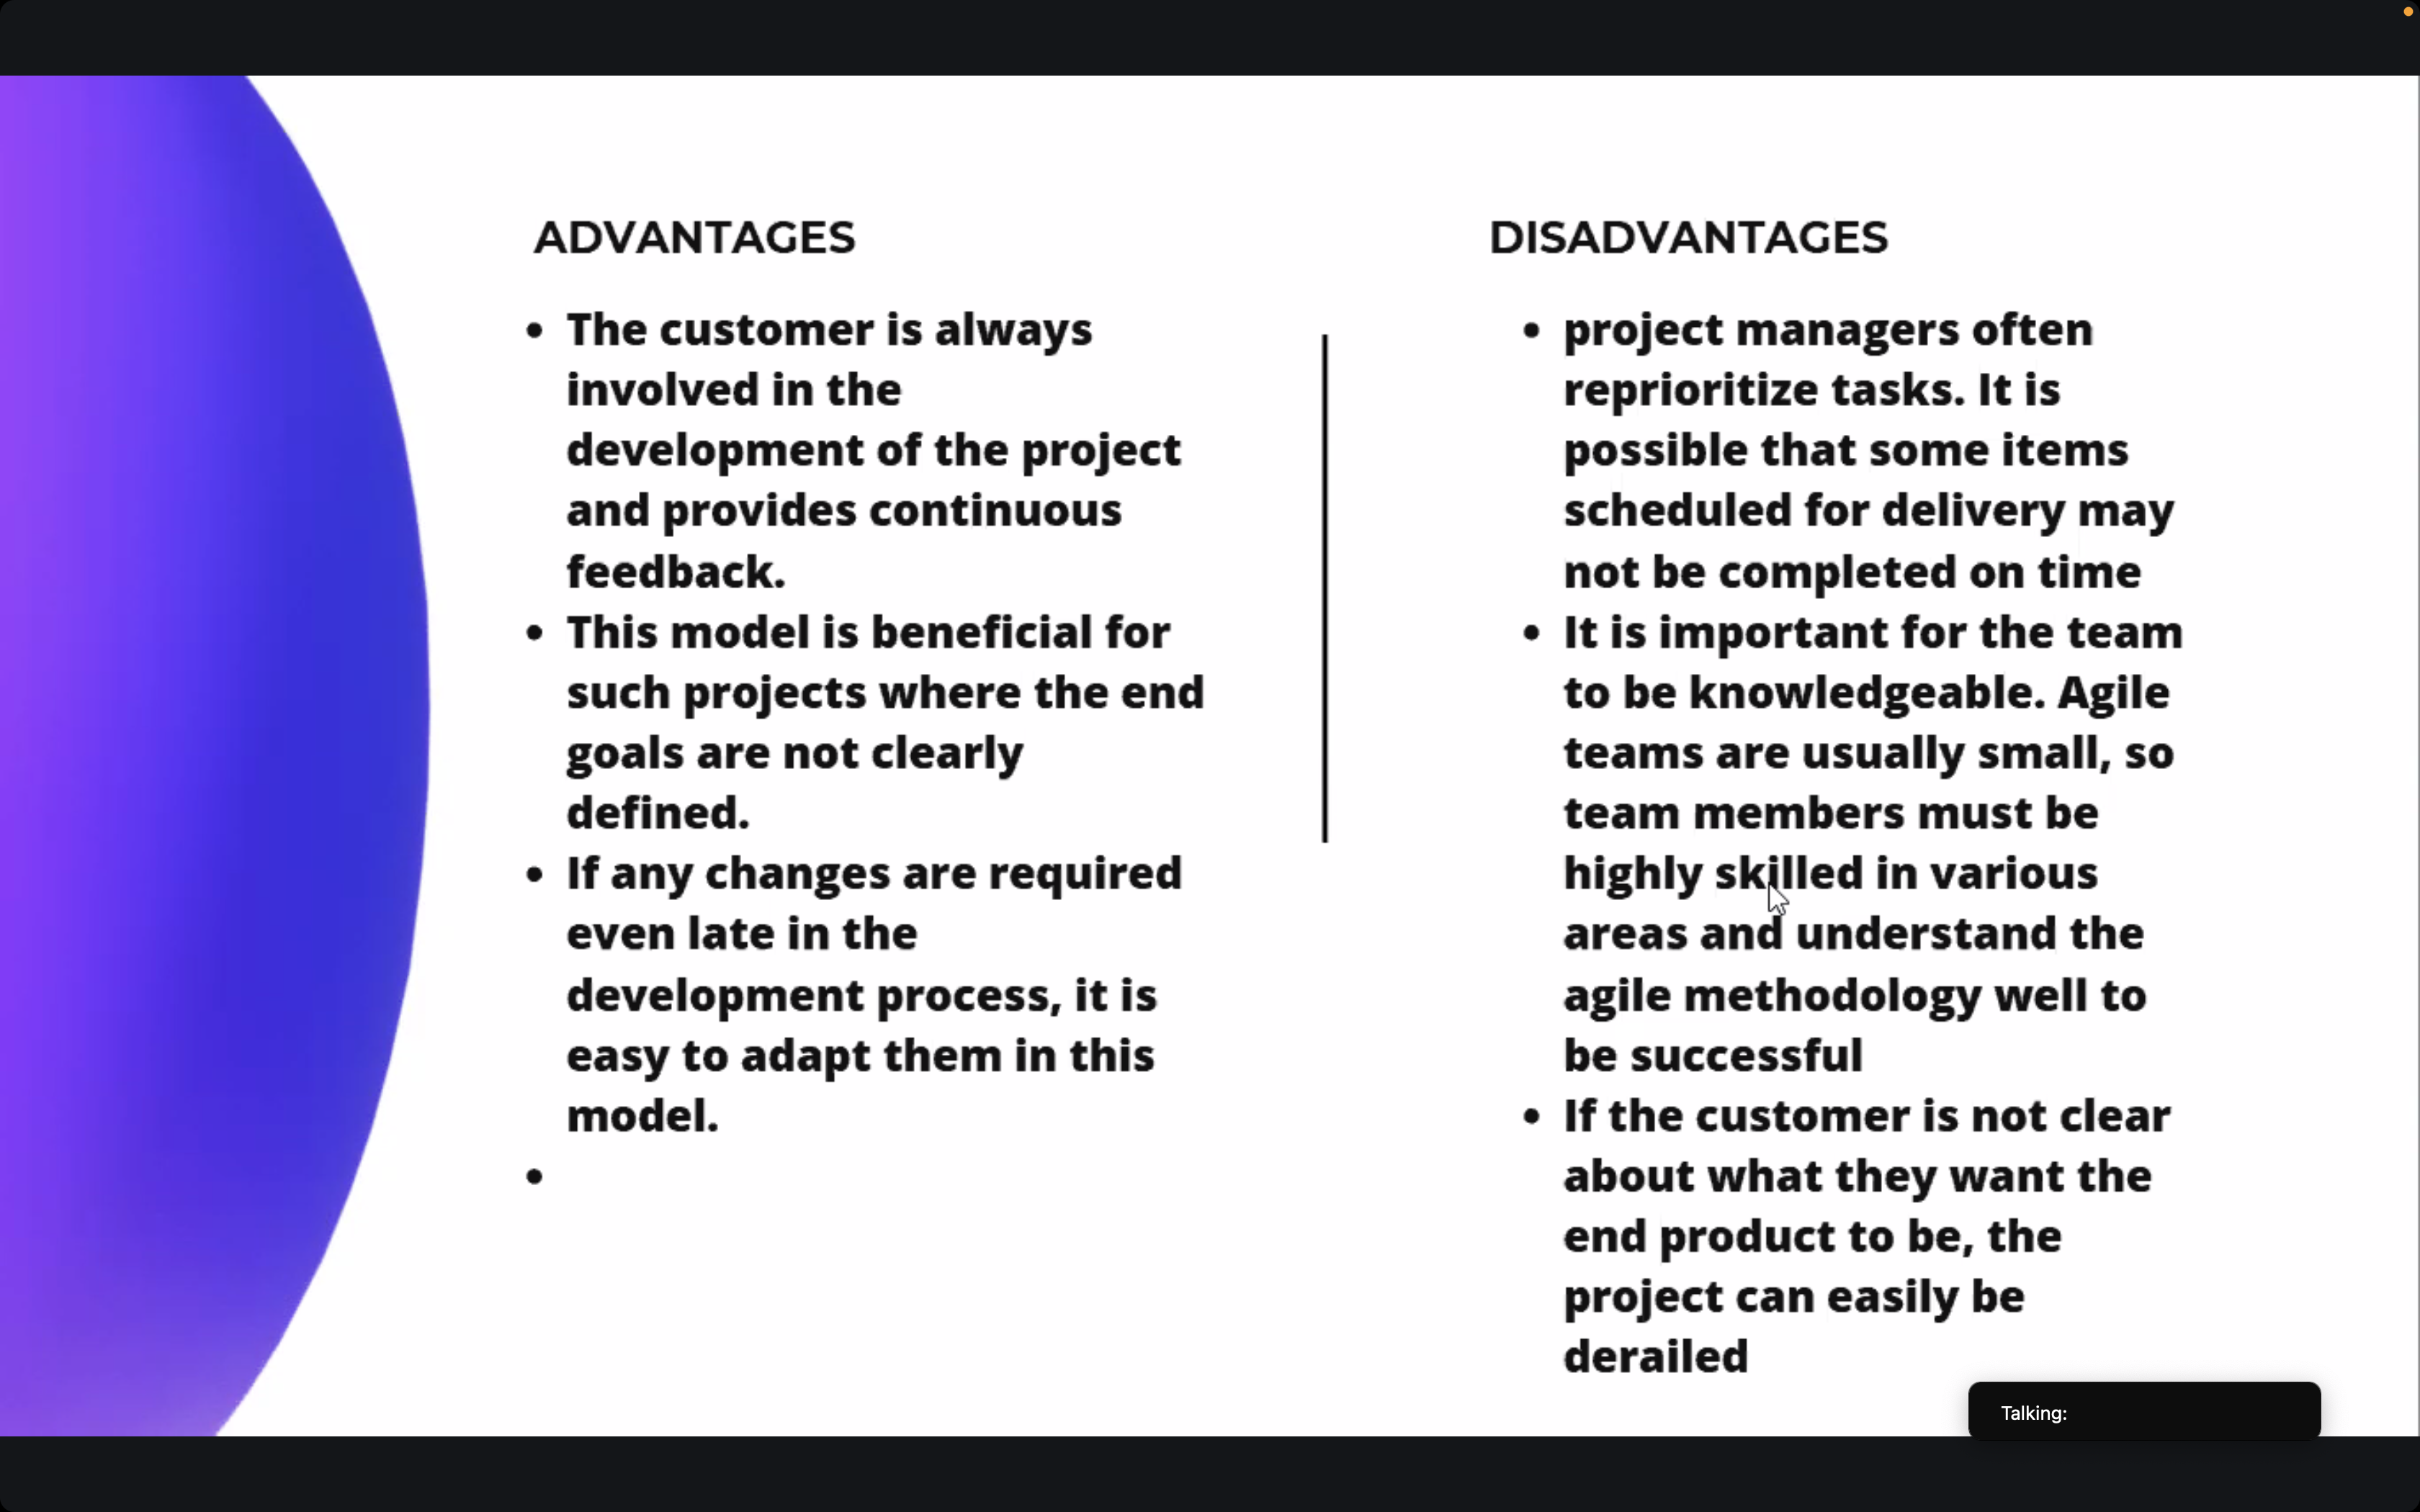 ADVANTAGES
• The customer is always
involved in the
development of the project
and provides continuous
feedback.
• This model is beneficial for
such projects where the end
goals are not clearly
defined.
• If any changes are required
even late in the
development process, it is
easy to adapt them in this
model.
•
DISADVANTAGES
• project managers often
reprioritize tasks. It is
possible that some items
scheduled for delivery may
not be completed on time
• It is important for the team
to be knowledgeable. Agile
teams are usually small, so
team members must be
highly skilled in various
areas and understand the
agile methodology well to
be successful
• If the customer is not clear
about what they want the
end product to be, the
project can easily be
derailed
Talking: